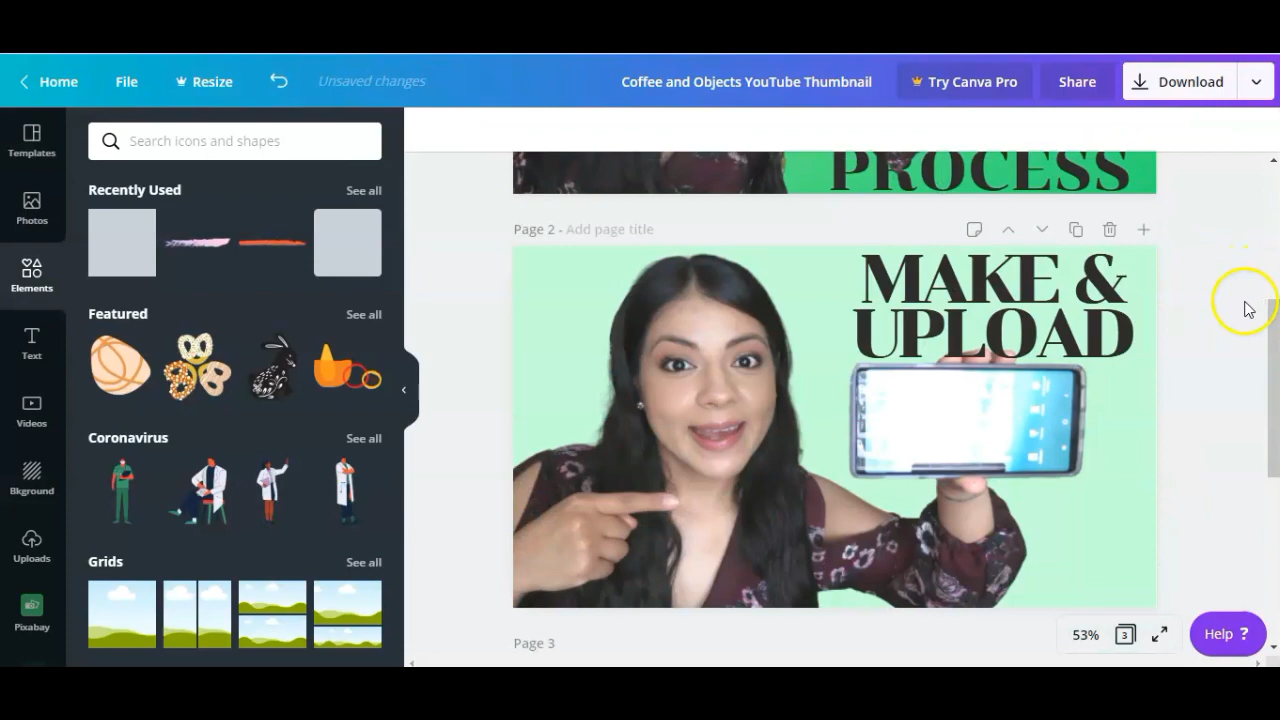 Home File Resize Unsaved changes Coffee and Objects YouTube Thumbnail Try Canva Pro Share Download
Templates
Photos
Elements
Text
Videos
Bkground
Uploads
Pixabay
Search icons and shapes
Recently Used See all
Featured See all
Coronavirus See all
Grids See all
PROCESS
Page 2 - Add page title
MAKE &
UPLOAD
Page 3
53% 3 Help ?